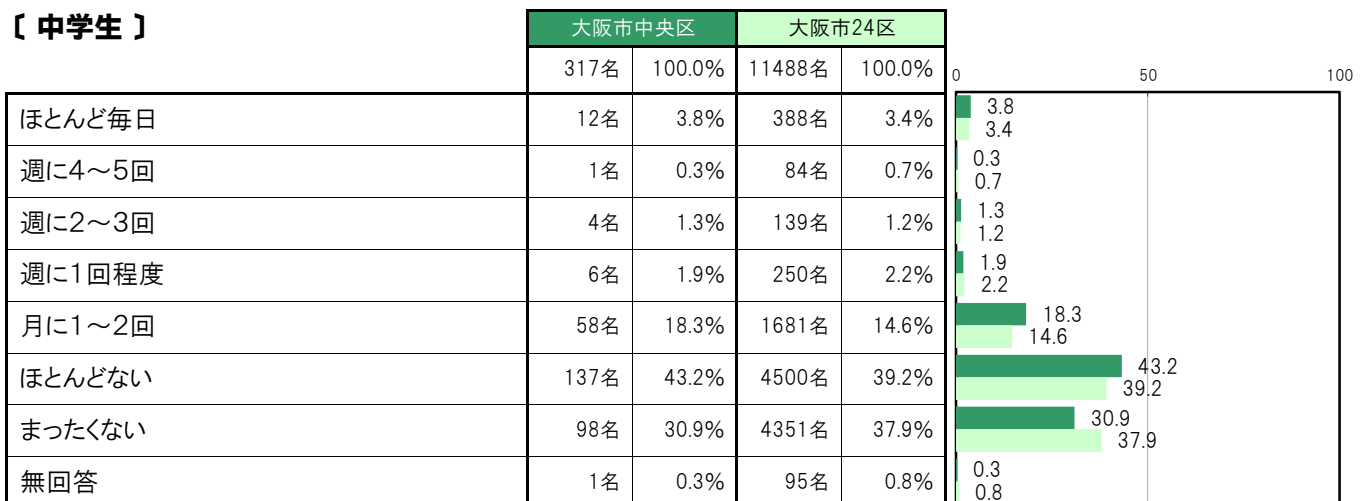 〔 中学生 〕
大阪市中央区 大阪市24区
317名 100.0% 11488名 100.0%
0 50 100
ほとんど毎日 12名 3.8% 388名 3.4%
3.8
3.4
週に4～5回 1名 0.3% 84名 0.7%
0.3
0.7
週に2～3回 4名 1.3% 139名 1.2%
1.3
1.2
週に1回程度 6名 1.9% 250名 2.2%
1.9
2.2
月に1～2回 58名 18.3% 1681名 14.6%
18.3
14.6
ほとんどない 137名 43.2% 4500名 39.2%
43.2
39.2
まったくない 98名 30.9% 4351名 37.9%
30.9
37.9
無回答 1名 0.3% 95名 0.8%
0.3
0.8